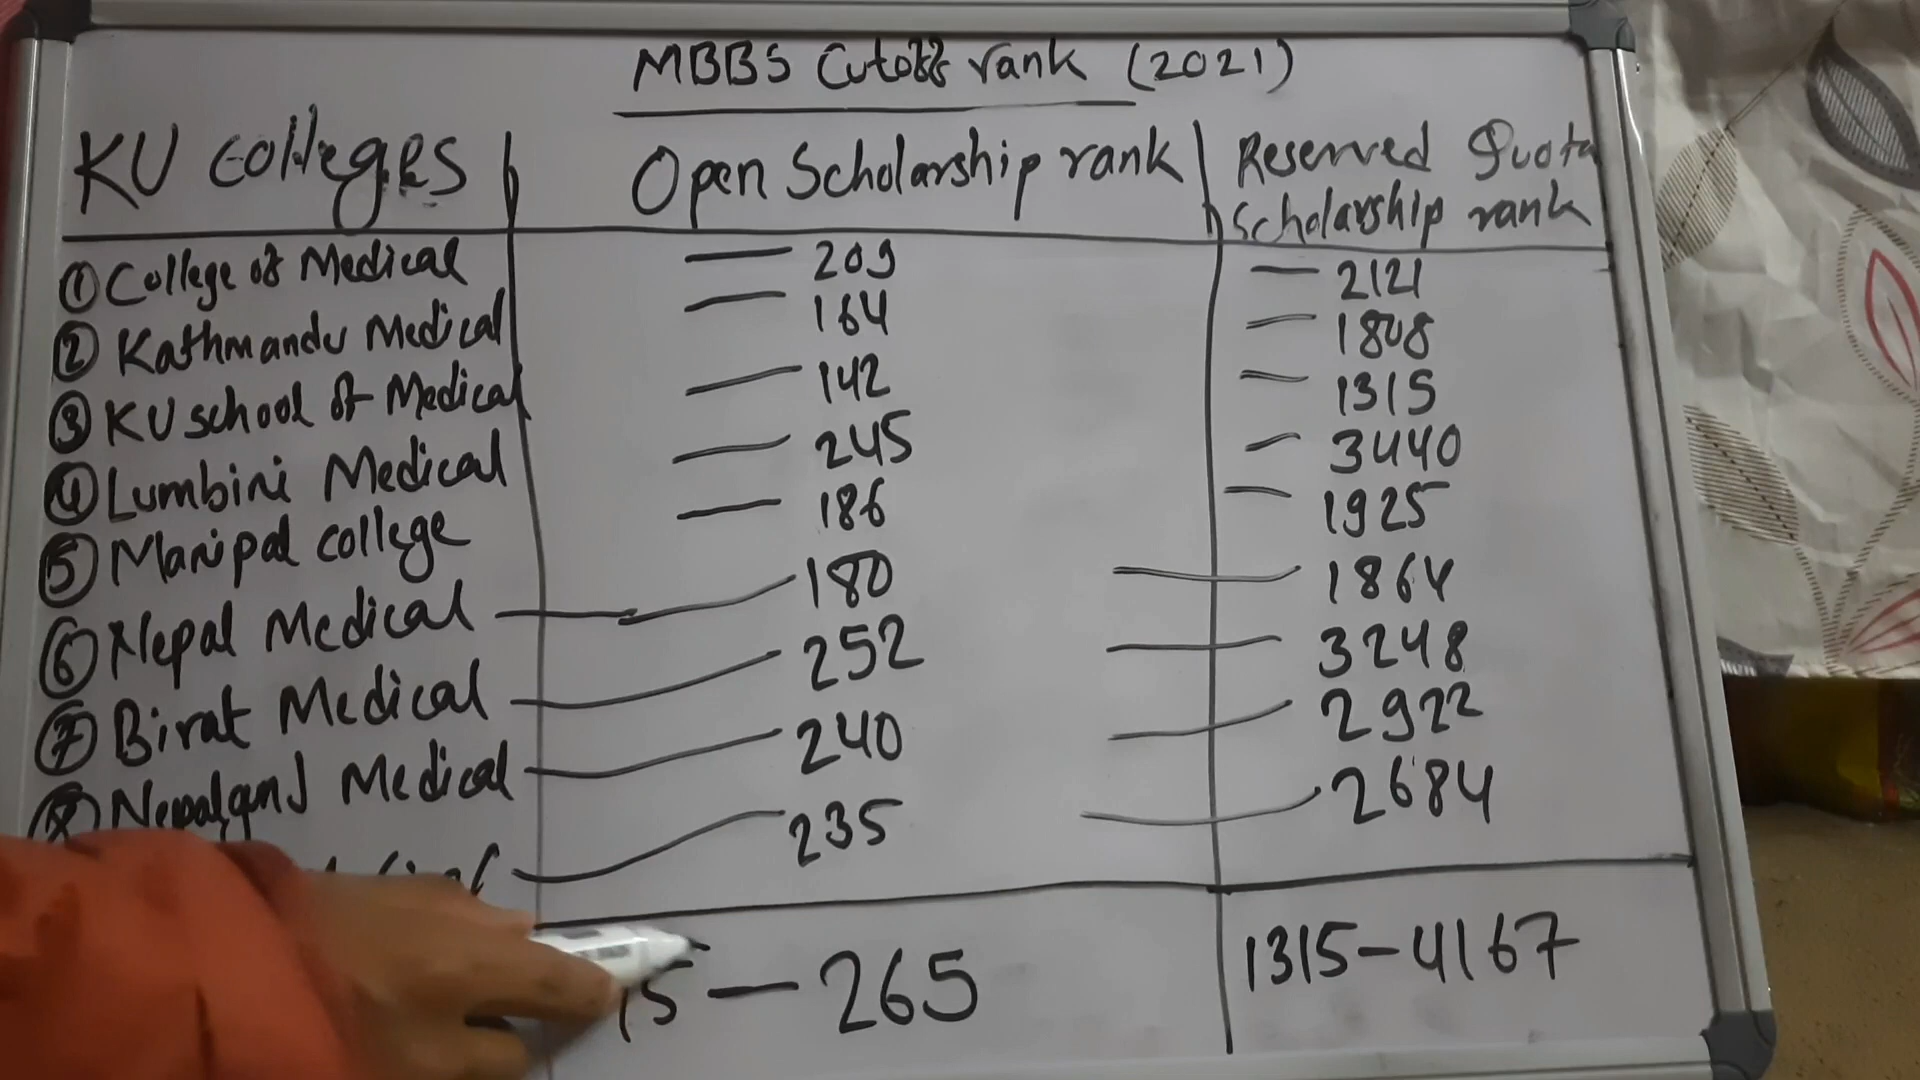 MBBS Cutoff rank (2021)
KU colleges | Open Scholarship rank | Reserved Quota Scholarship rank
① College of Medical — 209 — 2121
② Kathmandu Medical — 164 — 1808
③ KU school of Medical — 142 — 1315
④ Lumbini Medical — 245 — 3440
⑤ Manipal college — 186 — 1925
⑥ Nepal Medical — 180 — 1864
⑦ Birat Medical — 252 — 3248
⑧ Nepalgunj Medical — 240 — 2922
235 — 2684
— 265 1315-4167